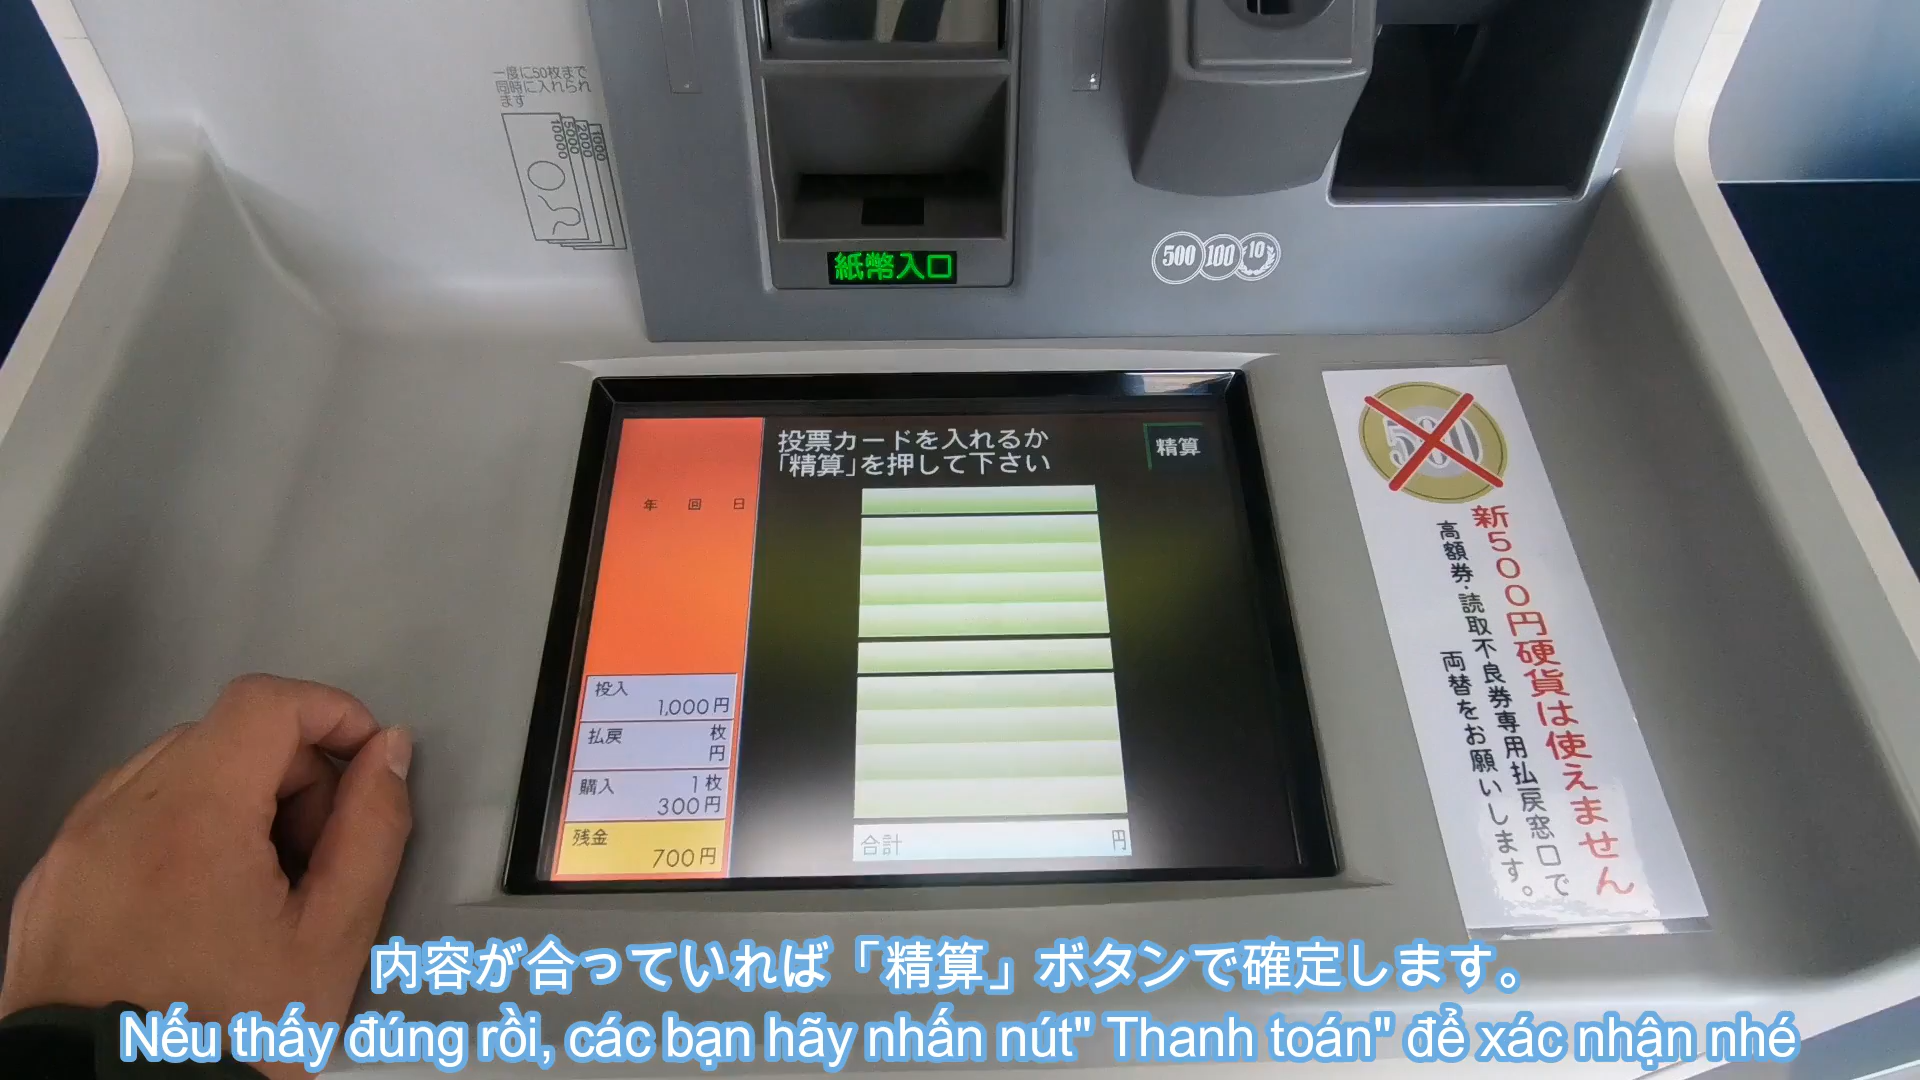 一度に50枚まで
同時に入れられ
ます
10000
5000
2000
1000
紙幣入口
500 100 10
投票カードを入れるか
「精算」を押して下さい
精算
年 回 日
投入
1,000円
払戻 枚
円
購入 1枚
300円
残金
700円
合計 円
500
新500円硬貨は使えません
高額券・読取不良券専用払戻窓口で
両替をお願いします。
内容が合っていれば「精算」ボタンで確定します。
Nếu thấy đúng rồi, các bạn hãy nhấn nút" Thanh toán" để xác nhận nhé